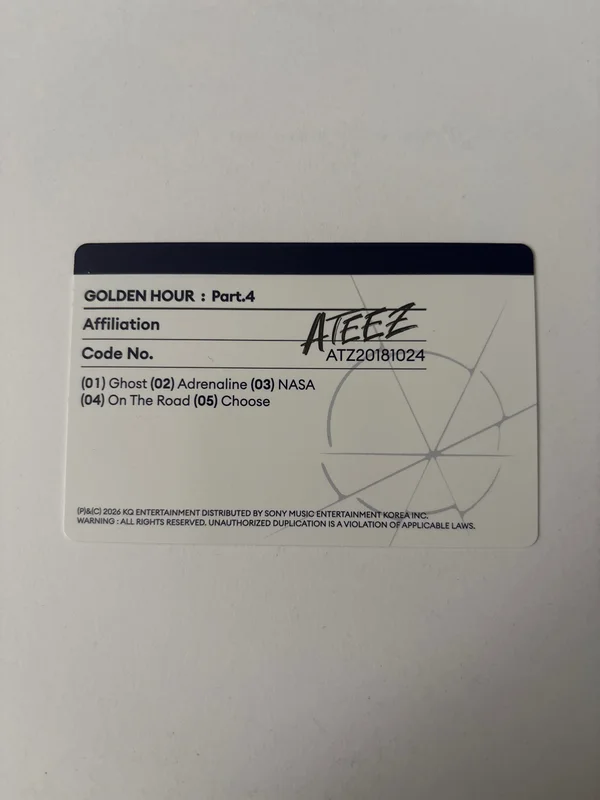 GOLDEN HOUR : Part.4
Affiliation ATEEZ
Code No. ATZ20181024
(01) Ghost (02) Adrenaline (03) NASA
(04) On The Road (05) Choose
(P)&(C) 2026 KQ ENTERTAINMENT DISTRIBUTED BY SONY MUSIC ENTERTAINMENT KOREA INC.
WARNING : ALL RIGHTS RESERVED. UNAUTHORIZED DUPLICATION IS A VIOLATION OF APPLICABLE LAWS.